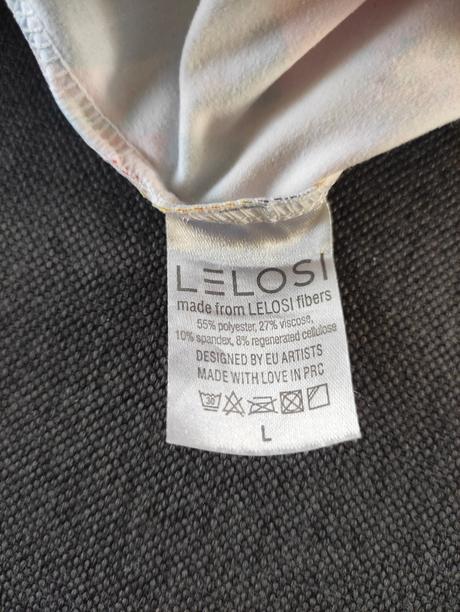 LELOSI
made from LELOSI fibers
55% polyester, 27% viscose,
10% spandex, 8% regenerated cellulose
DESIGNED BY EU ARTISTS
MADE WITH LOVE IN PRC
30
L